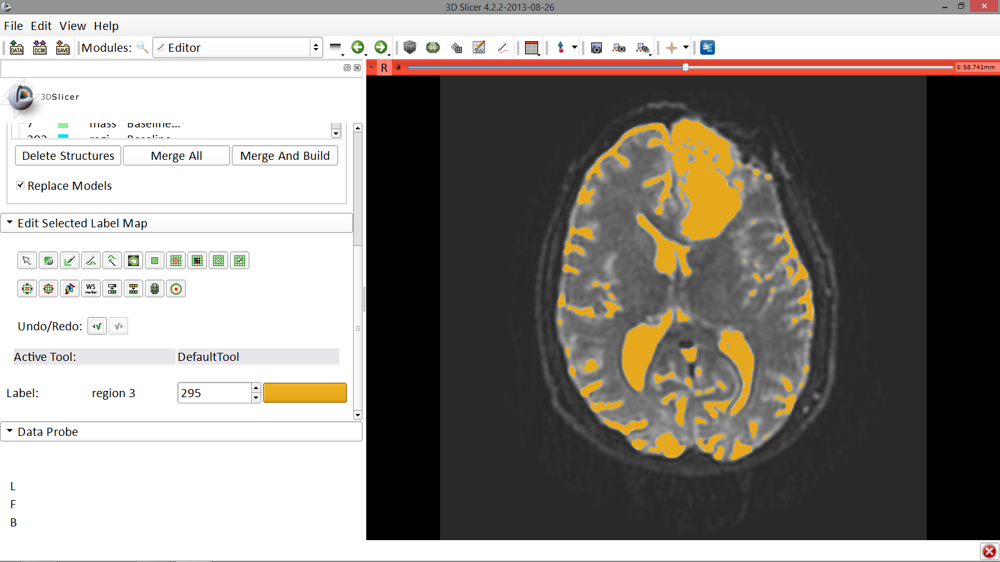 3D Slicer 4.2.2-2013-08-26
File Edit View Help
DATA DCM SAVE Modules: Editor
R S: 58.741mm
3DSlicer
7 mass Baseline...
Delete Structures Merge All Merge And Build
Replace Models
Edit Selected Label Map
WS
marker
Undo/Redo:
Active Tool: DefaultTool
Label: region 3 295
Data Probe
L
F
B